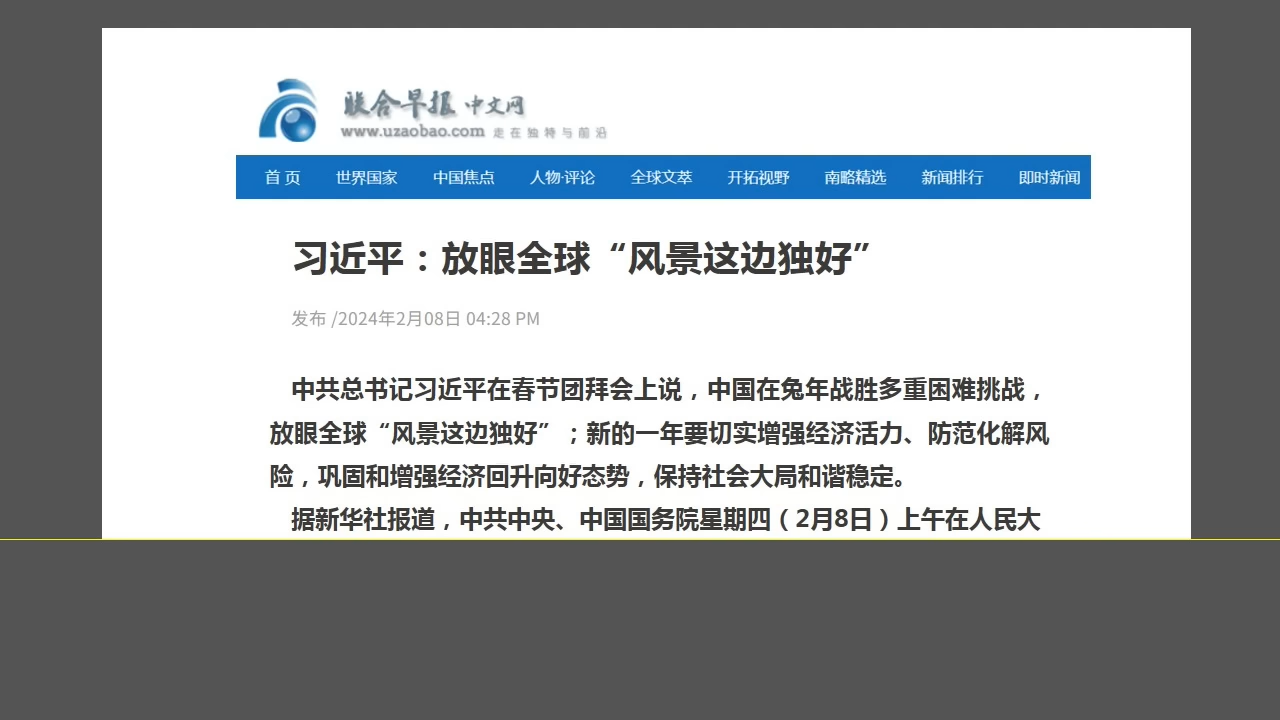 联合早报 中文网
www.uzaobao.com 走在独特与前沿
首 页 世界国家 中国焦点 人物·评论 全球文萃 开拓视野 南略精选 新闻排行 即时新闻
习近平：放眼全球“风景这边独好”
发布 /2024年2月08日 04:28 PM
中共总书记习近平在春节团拜会上说，中国在兔年战胜多重困难挑战，
放眼全球“风景这边独好”；新的一年要切实增强经济活力、防范化解风
险，巩固和增强经济回升向好态势，保持社会大局和谐稳定。
据新华社报道，中共中央、中国国务院星期四（2月8日）上午在人民大